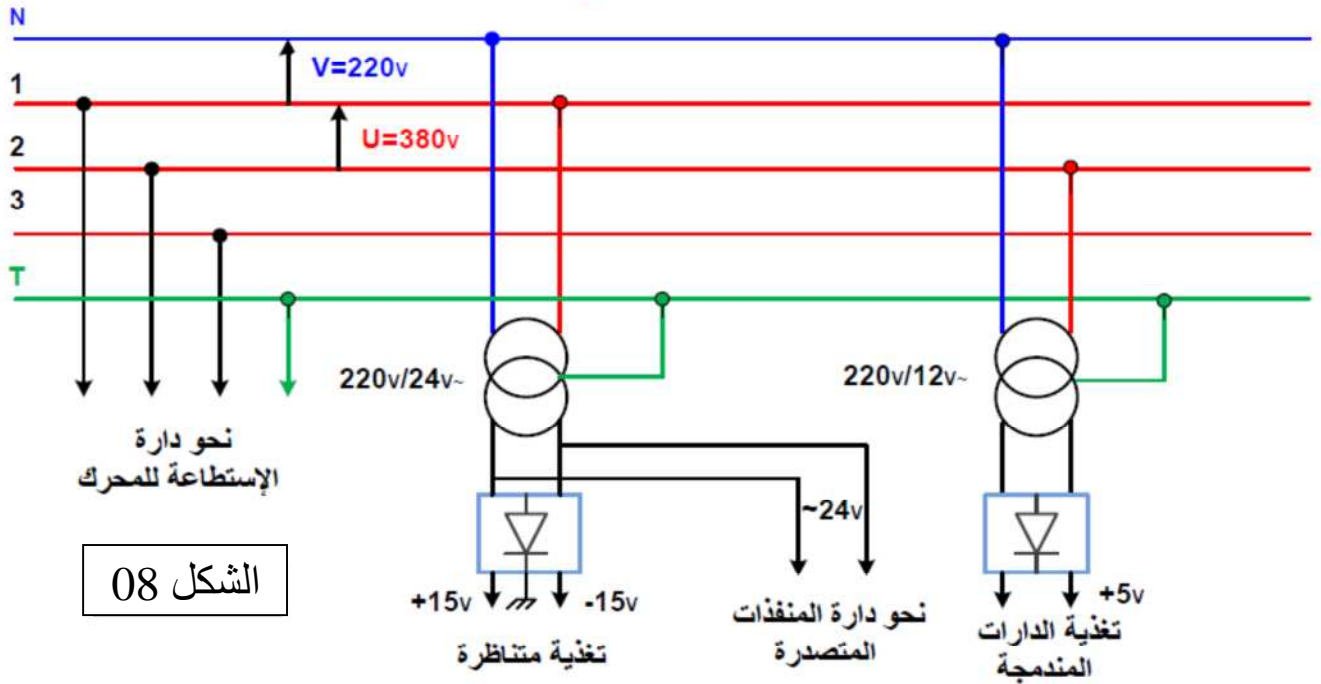 N
V=220v
1
U=380v
2
3
T
220v/24v~
220v/12v~
نحو دارة
الإستطاعة للمحرك
~24v
الشكل 08
+15v
-15v
+5v
تغذية متناظرة
نحو دارة المنفذات
المتصدرة
تغذية الدارات
المندمجة